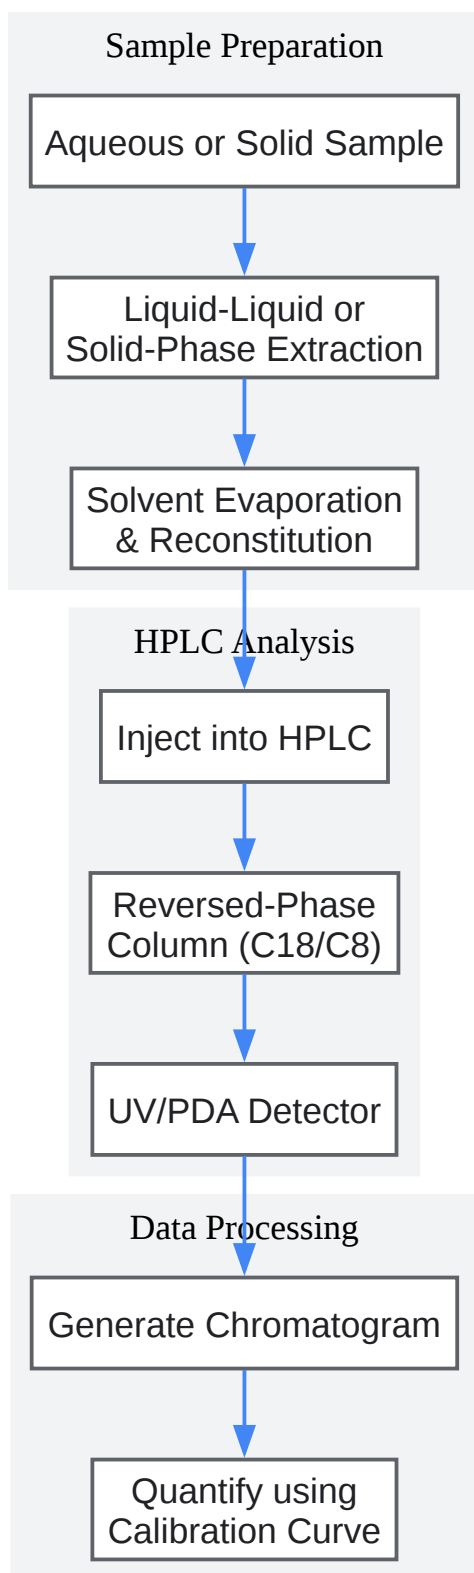 Sample Preparation
Aqueous or Solid Sample
Liquid-Liquid or
Solid-Phase Extraction
Solvent Evaporation
& Reconstitution
HPLC Analysis
Inject into HPLC
Reversed-Phase
Column (C18/C8)
UV/PDA Detector
Data Processing
Generate Chromatogram
Quantify using
Calibration Curve